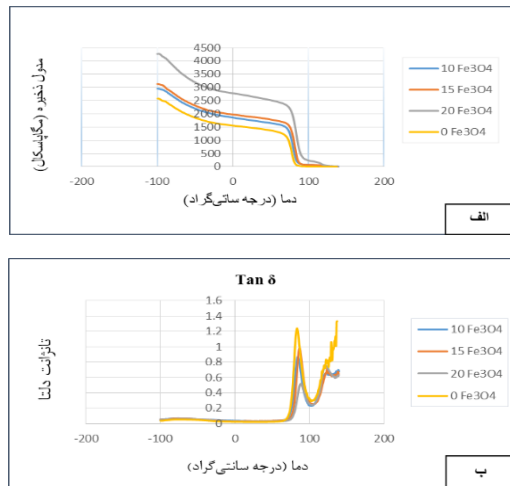 مدول ذخیره (مگاپاسکال)
4500
4000
3500
3000
2500
2000
1500
1000
500
0
-200
-100
0
100
200
دما (درجه سانتی‌گراد)
10 Fe3O4
15 Fe3O4
20 Fe3O4
0 Fe3O4
الف
Tan δ
تانژانت دلتا
1.6
1.4
1.2
1
0.8
0.6
0.4
0.2
0
-200
-100
0
100
200
دما (درجه سانتی‌گراد)
10 Fe3O4
15 Fe3O4
20 Fe3O4
0 Fe3O4
ب